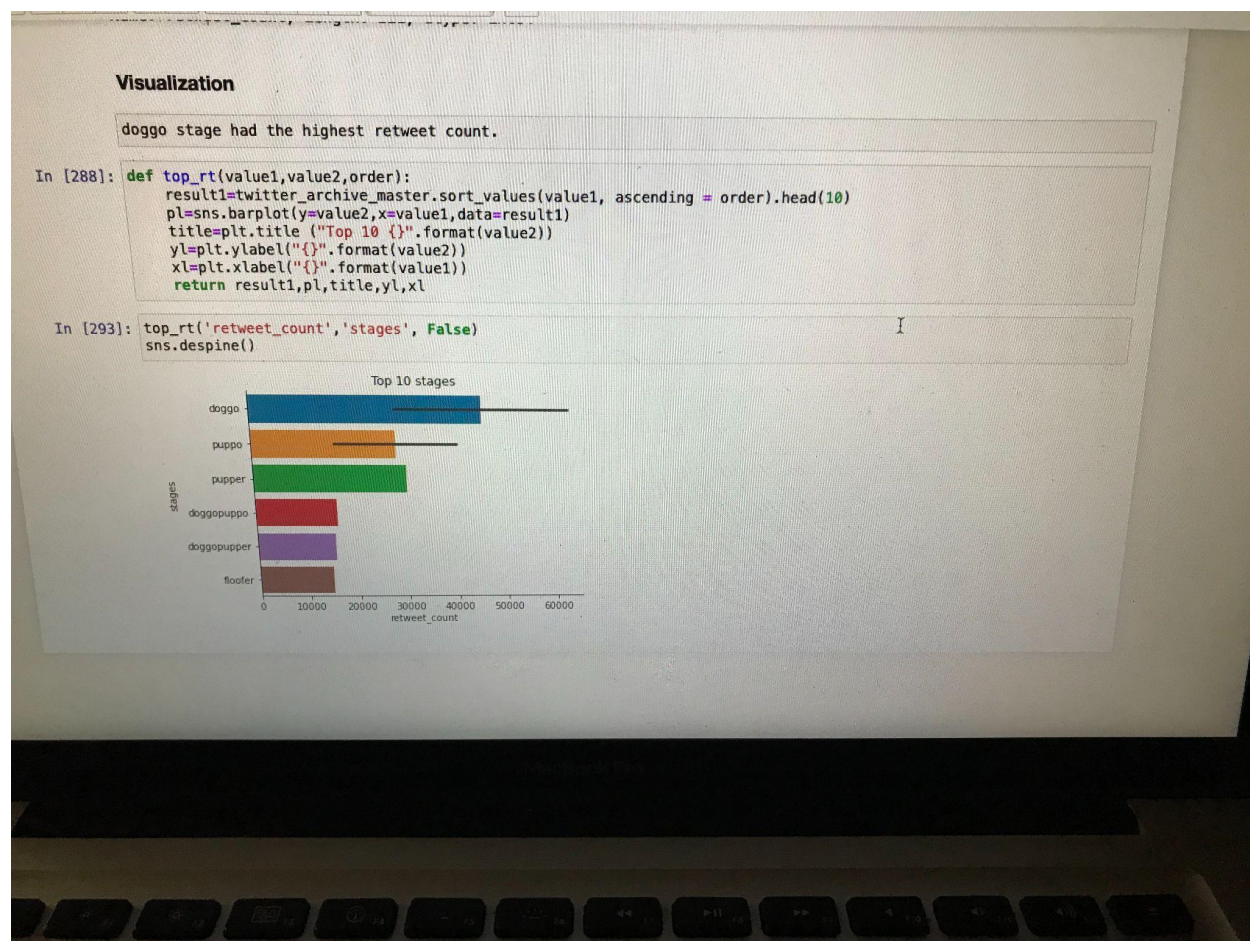 Visualization
doggo stage had the highest retweet count.
In [288]: def top_rt(value1,value2,order):
result1=twitter_archive_master.sort_values(value1, ascending = order).head(10)
pl=sns.barplot(y=value2,x=value1,data=result1)
title=plt.title ("Top 10 {}".format(value2))
yl=plt.ylabel("{}".format(value2))
xl=plt.xlabel("{}".format(value1))
return result1,pl,title,yl,xl
In [293]: top_rt('retweet_count','stages', False)
sns.despine()
Top 10 stages
doggo
puppo
pupper
stages
doggopuppo
doggopupper
floofer
0 10000 20000 30000 40000 50000 60000
retweet_count